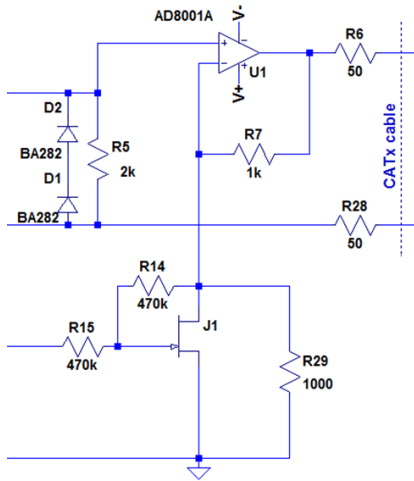 AD8001A
V-
U1
V+
R6
50
D2
BA282
D1
BA282
R5
2k
R7
1k
CATx cable
R28
50
R14
470k
R15
470k
J1
R29
1000